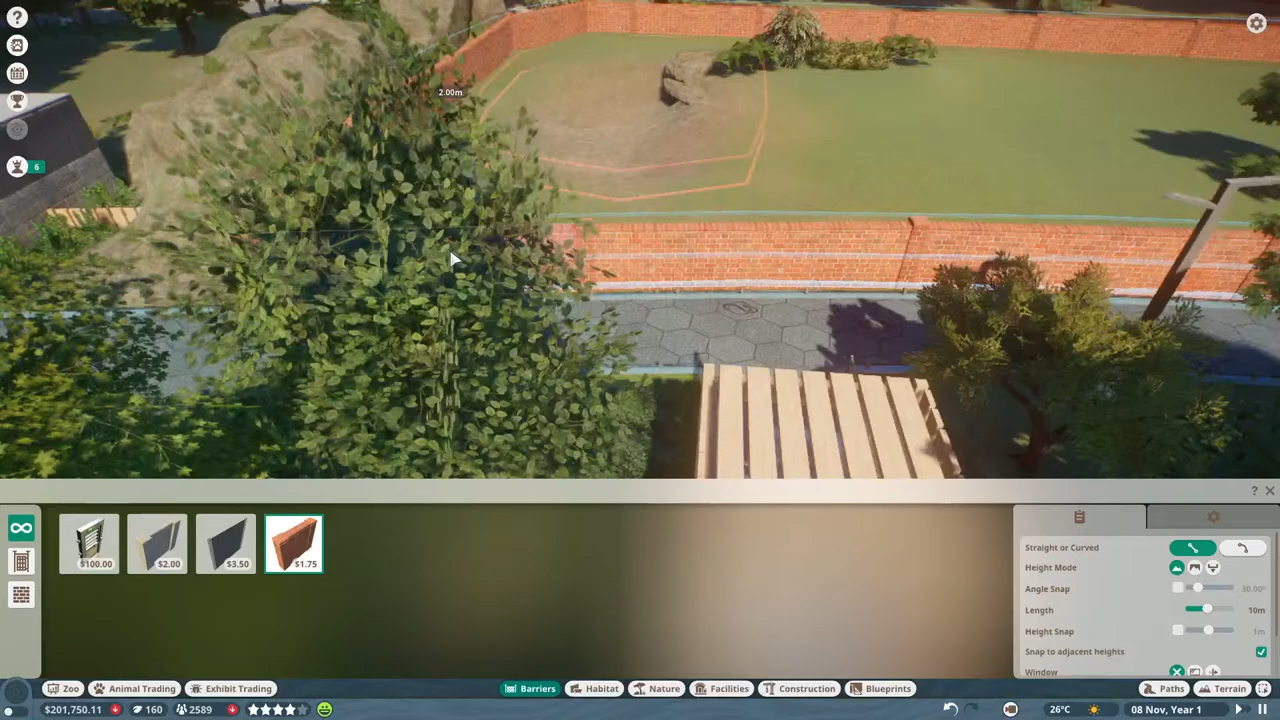 ?
6
2.00m
?
$100.00
$2.00
$3.50
$1.75
Straight or Curved
Height Mode
Angle Snap 30.00°
Length 10m
Height Snap 1m
Snap to adjacent heights
Window
Zoo Animal Trading Exhibit Trading Barriers Habitat Nature Facilities Construction Blueprints Paths Terrain
$201,750.11 160 2589 26°C 08 Nov, Year 1